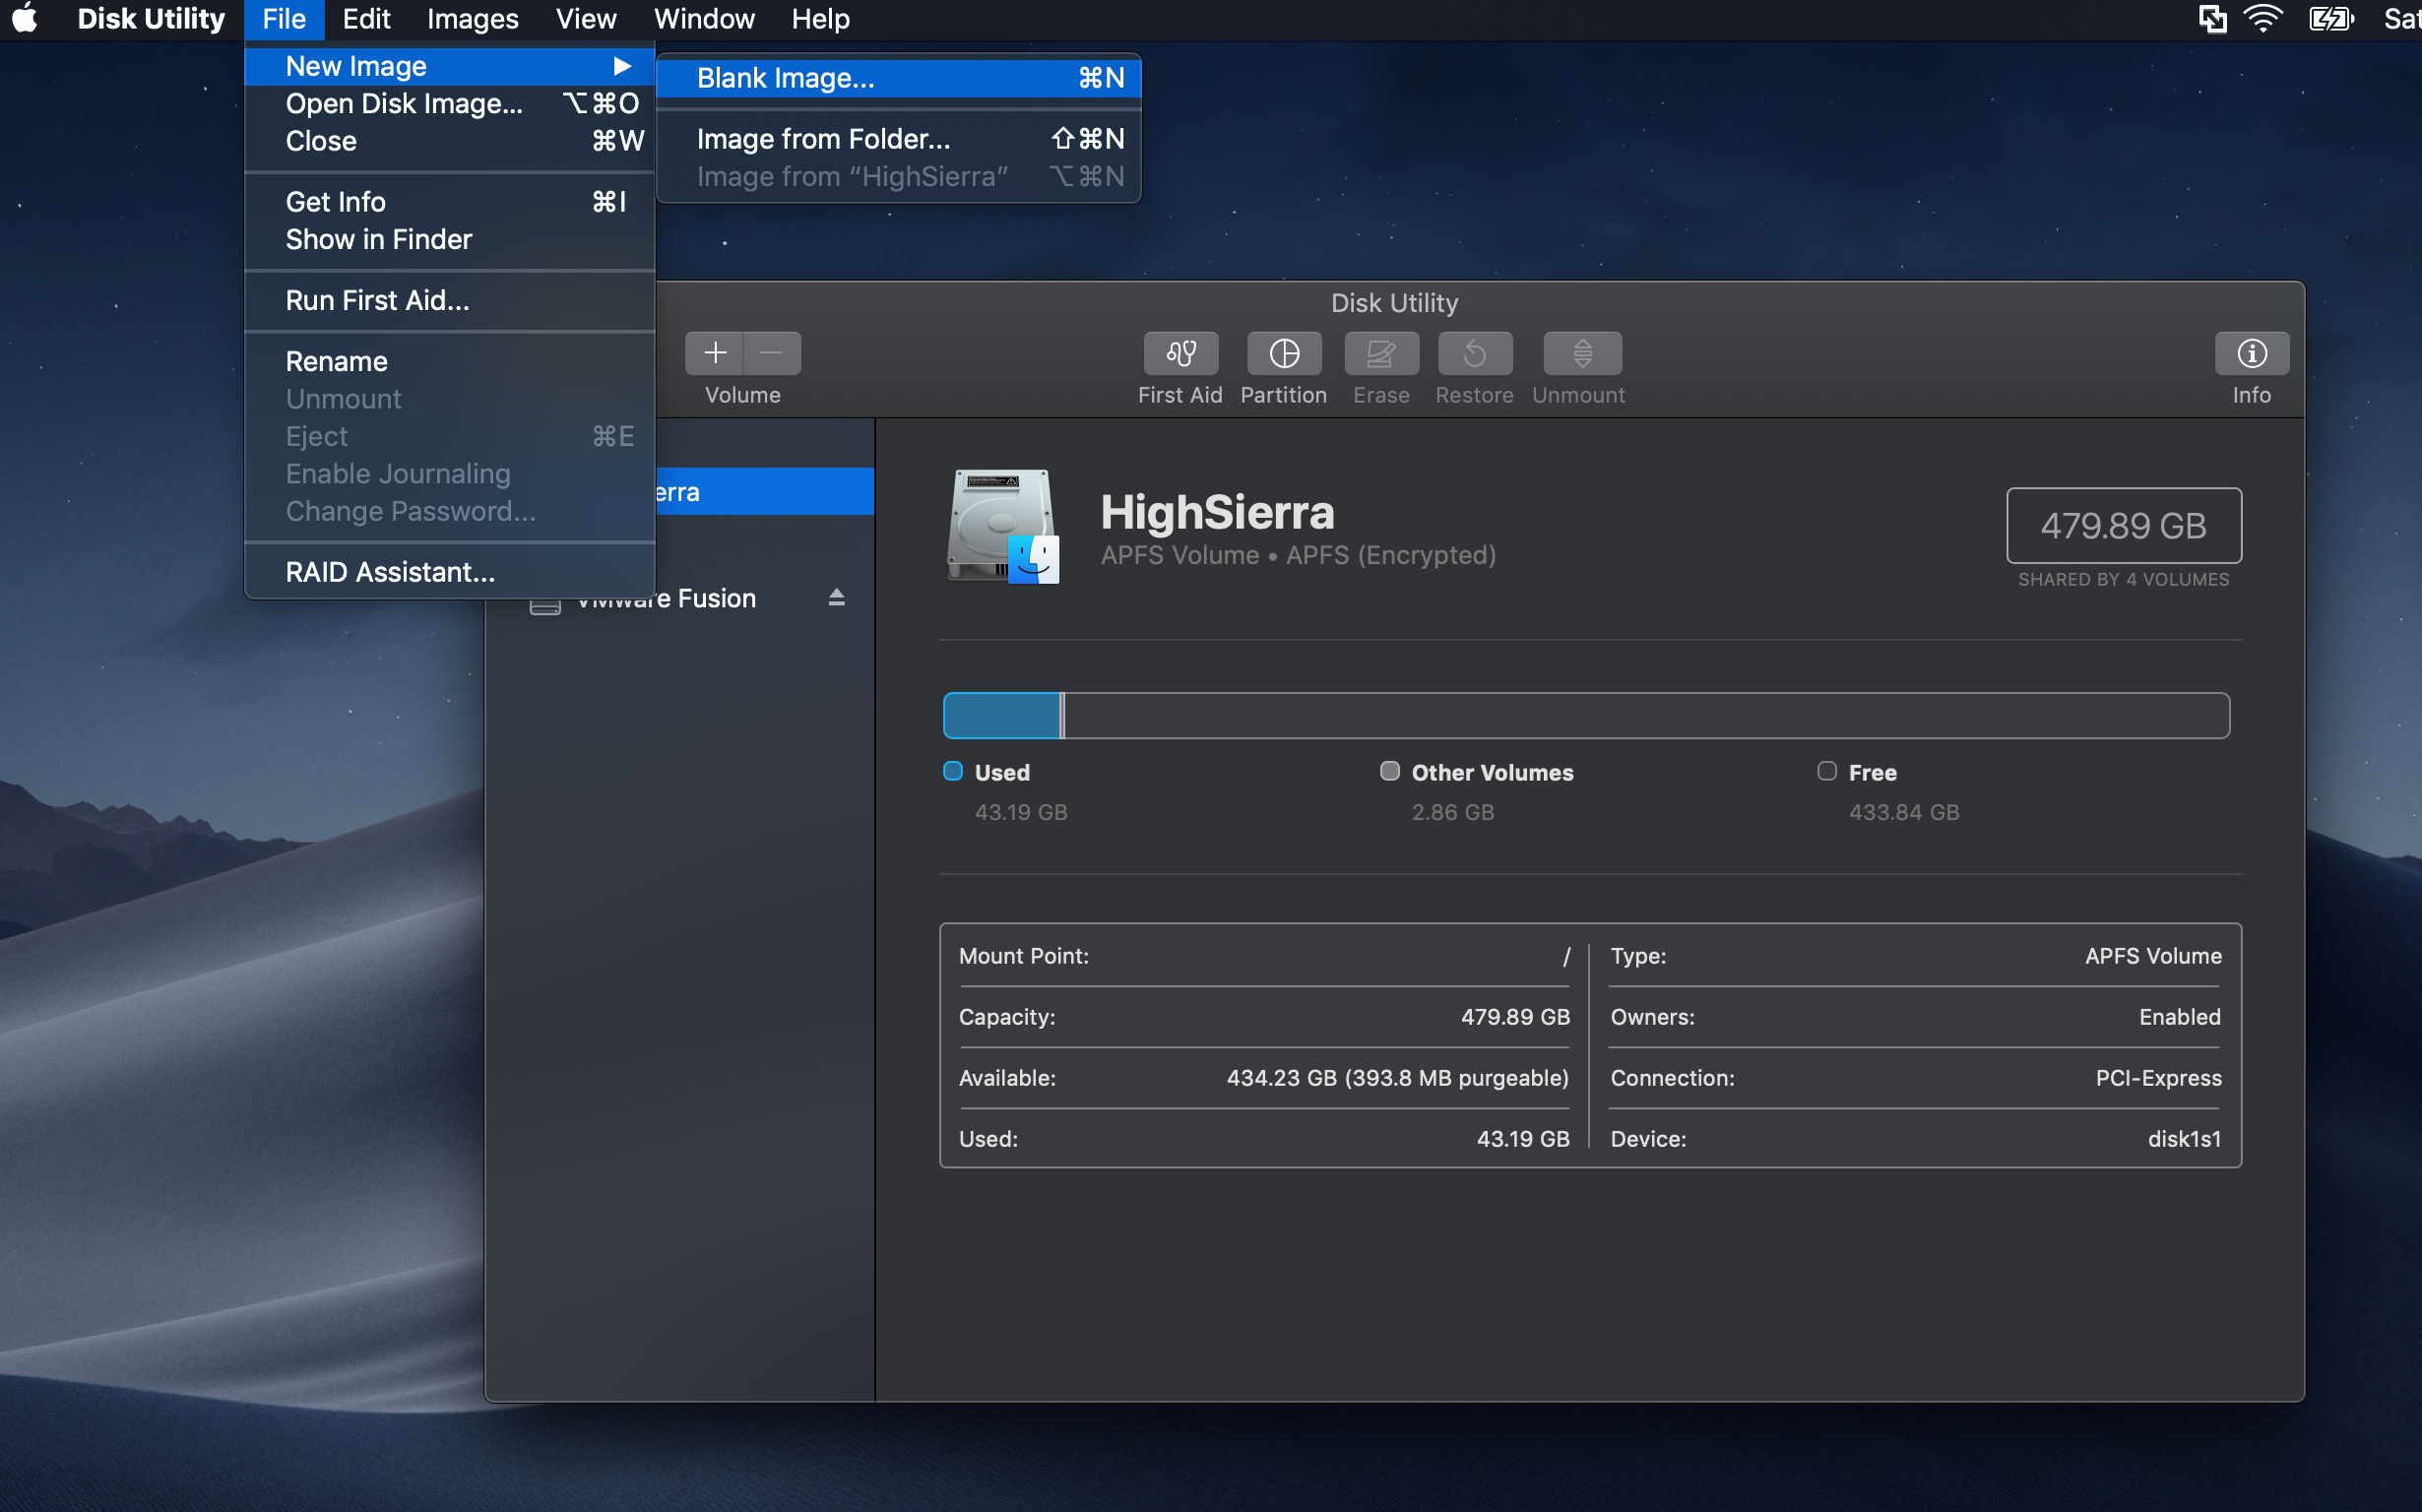 Disk Utility File Edit Images View Window Help
New Image ▶
Open Disk Image... ⌥⌘O
Close ⌘W
Get Info ⌘I
Show in Finder
Run First Aid...
Rename
Unmount
Eject ⌘E
Enable Journaling
Change Password...
RAID Assistant...
Blank Image... ⌘N
Image from Folder... ⇧⌘N
Image from “HighSierra” ⌥⌘N
Disk Utility
Volume First Aid Partition Erase Restore Unmount Info
erra
VMware Fusion
HighSierra
APFS Volume • APFS (Encrypted)
479.89 GB
SHARED BY 4 VOLUMES
Used Other Volumes Free
43.19 GB 2.86 GB 433.84 GB
Mount Point: /
Capacity: 479.89 GB
Available: 434.23 GB (393.8 MB purgeable)
Used: 43.19 GB
Type: APFS Volume
Owners: Enabled
Connection: PCI-Express
Device: disk1s1